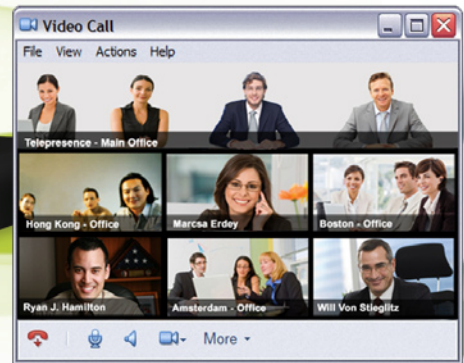 Video Call
File View Actions Help
Telepresence - Main Office
Hong Kong - Office
Marcsa Erdey
Boston - Office
Ryan J. Hamilton
Amsterdam - Office
Will Von Stieglitz
More